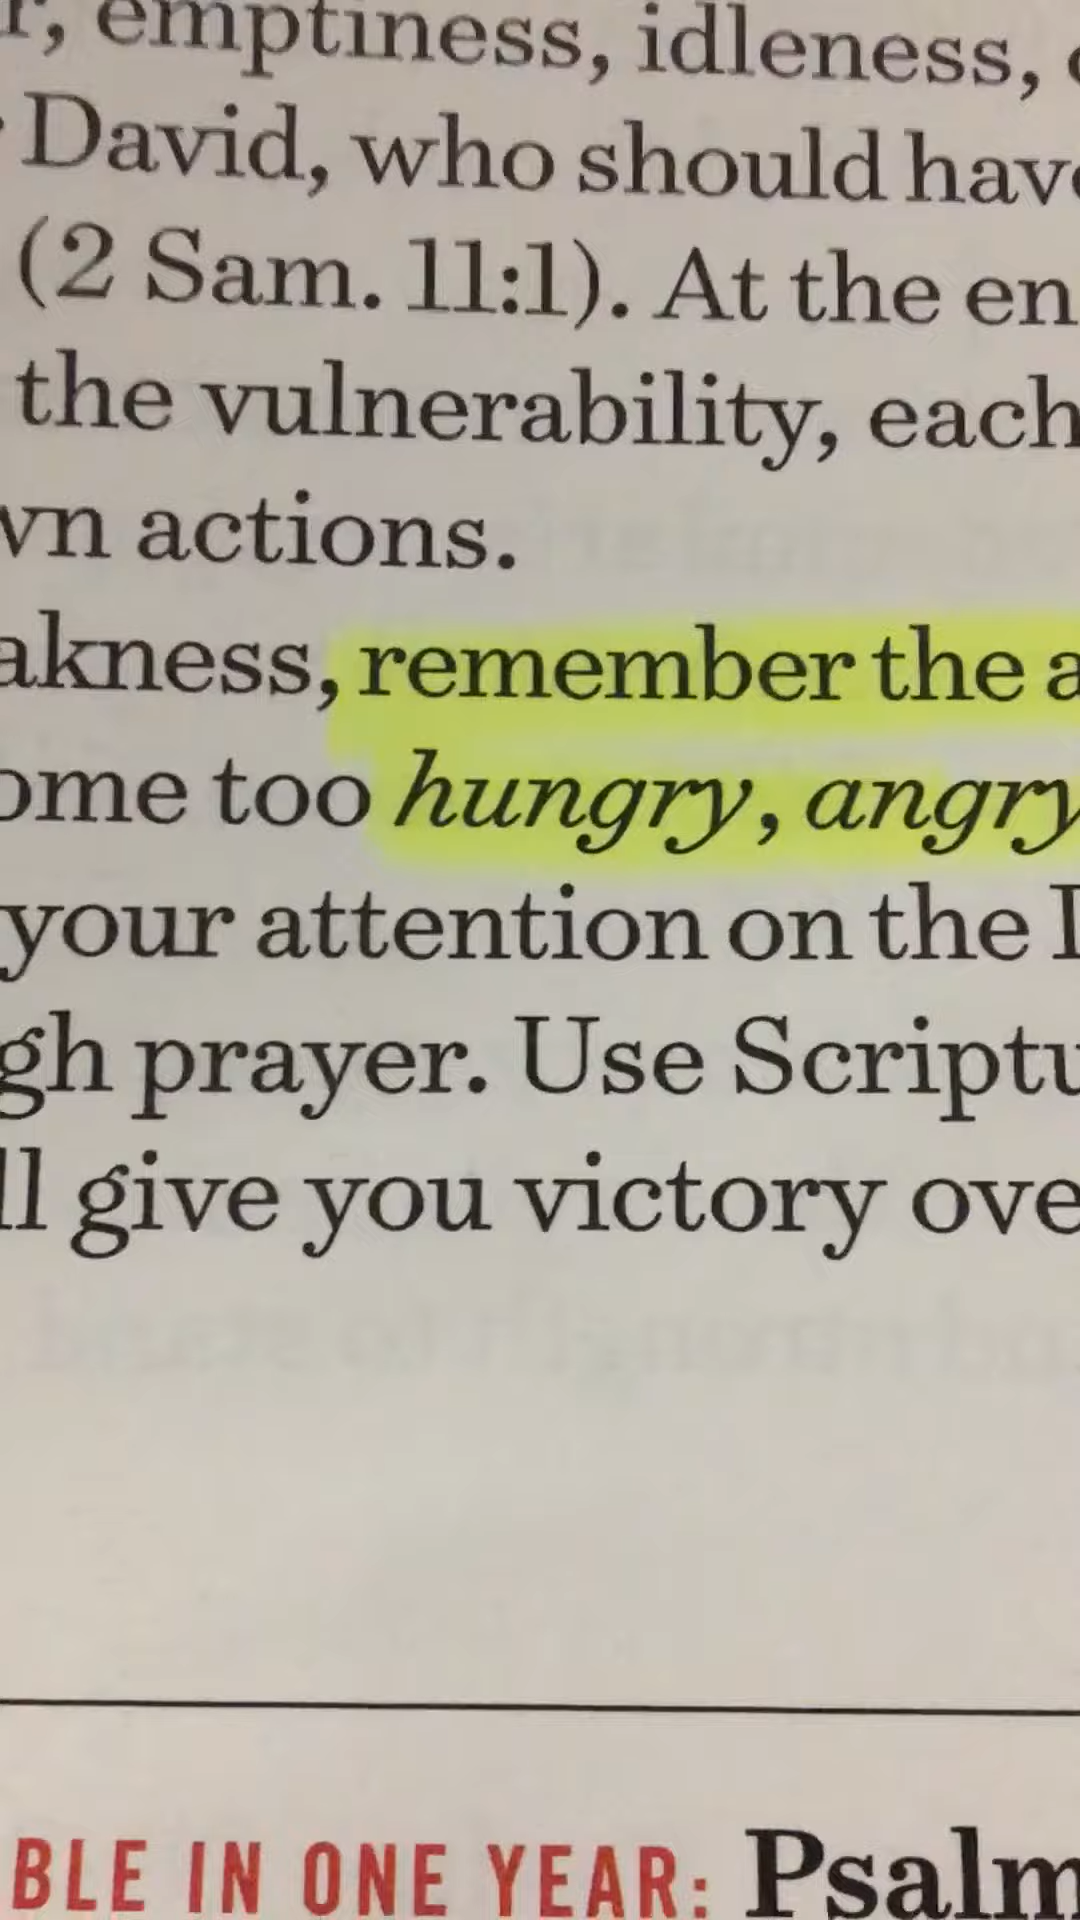 r, emptiness, idleness,
David, who should have
(2 Sam. 11:1). At the en
the vulnerability, each
wn actions.
akness, remember the a
ome too hungry, angry
your attention on the
gh prayer. Use Scriptu
ll give you victory ove
BLE IN ONE YEAR: Psalm